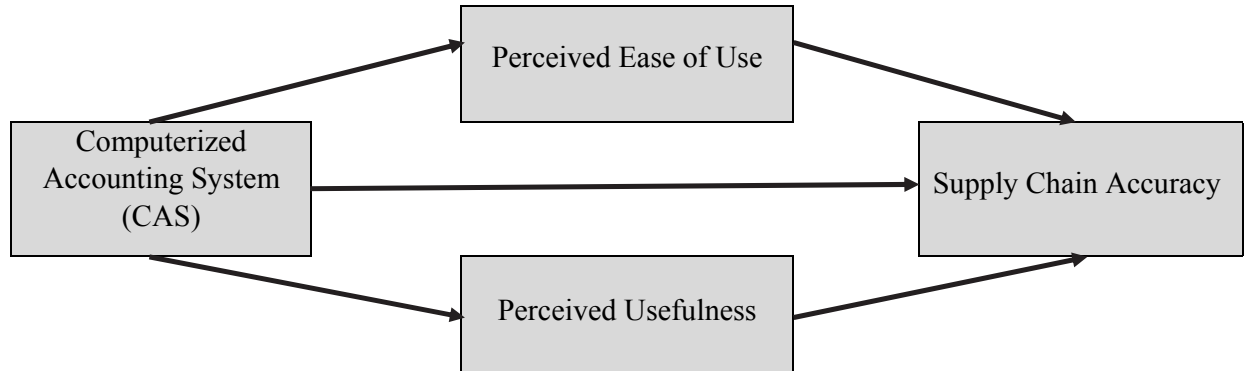 Perceived Ease of Use
Computerized
Accounting System
(CAS)
Supply Chain Accuracy
Perceived Usefulness